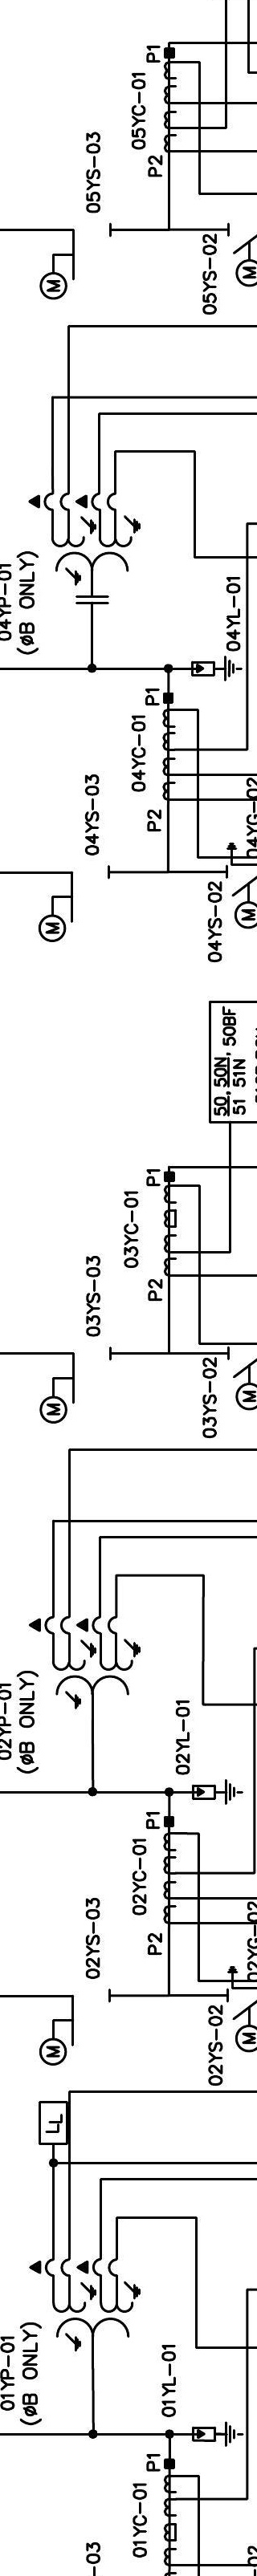 P1
05YC-01
P2
05YS-03
05YS-02
M
M
04YP-01
(øB ONLY)
04YL-01
P1
04YC-01
P2
04YS-03
04YG-02
04YS-02
M
M
50, 50N, 50BF
51 51N
P1
03YC-01
P2
03YS-03
03YS-02
M
M
02YP-01
(øB ONLY)
02YL-01
P1
02YC-01
P2
02YS-03
02YG-02
02YS-02
M
M
LL
01YP-01
(øB ONLY)
01YL-01
P1
01YC-01
-03
-02